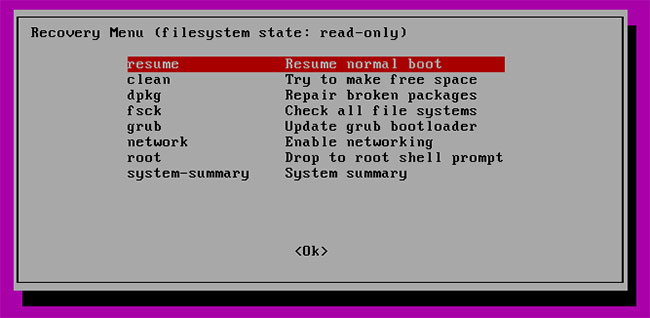 Recovery Menu (filesystem state: read-only)
resume Resume normal boot
clean Try to make free space
dpkg Repair broken packages
fsck Check all file systems
grub Update grub bootloader
network Enable networking
root Drop to root shell prompt
system-summary System summary
<Ok>